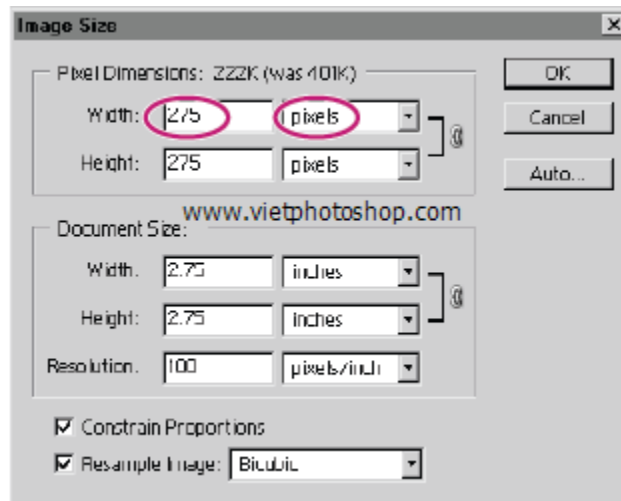 Image Size
Pixel Dimensions: 222K (was 401K)
Width: 275 pixels
Height: 275 pixels
www.vietphotoshop.com
Document Size:
Width: 2.75 inches
Height: 2.75 inches
Resolution: 100 pixels/inch
Constrain Proportions
Resample Image: Bicubic
OK
Cancel
Auto...